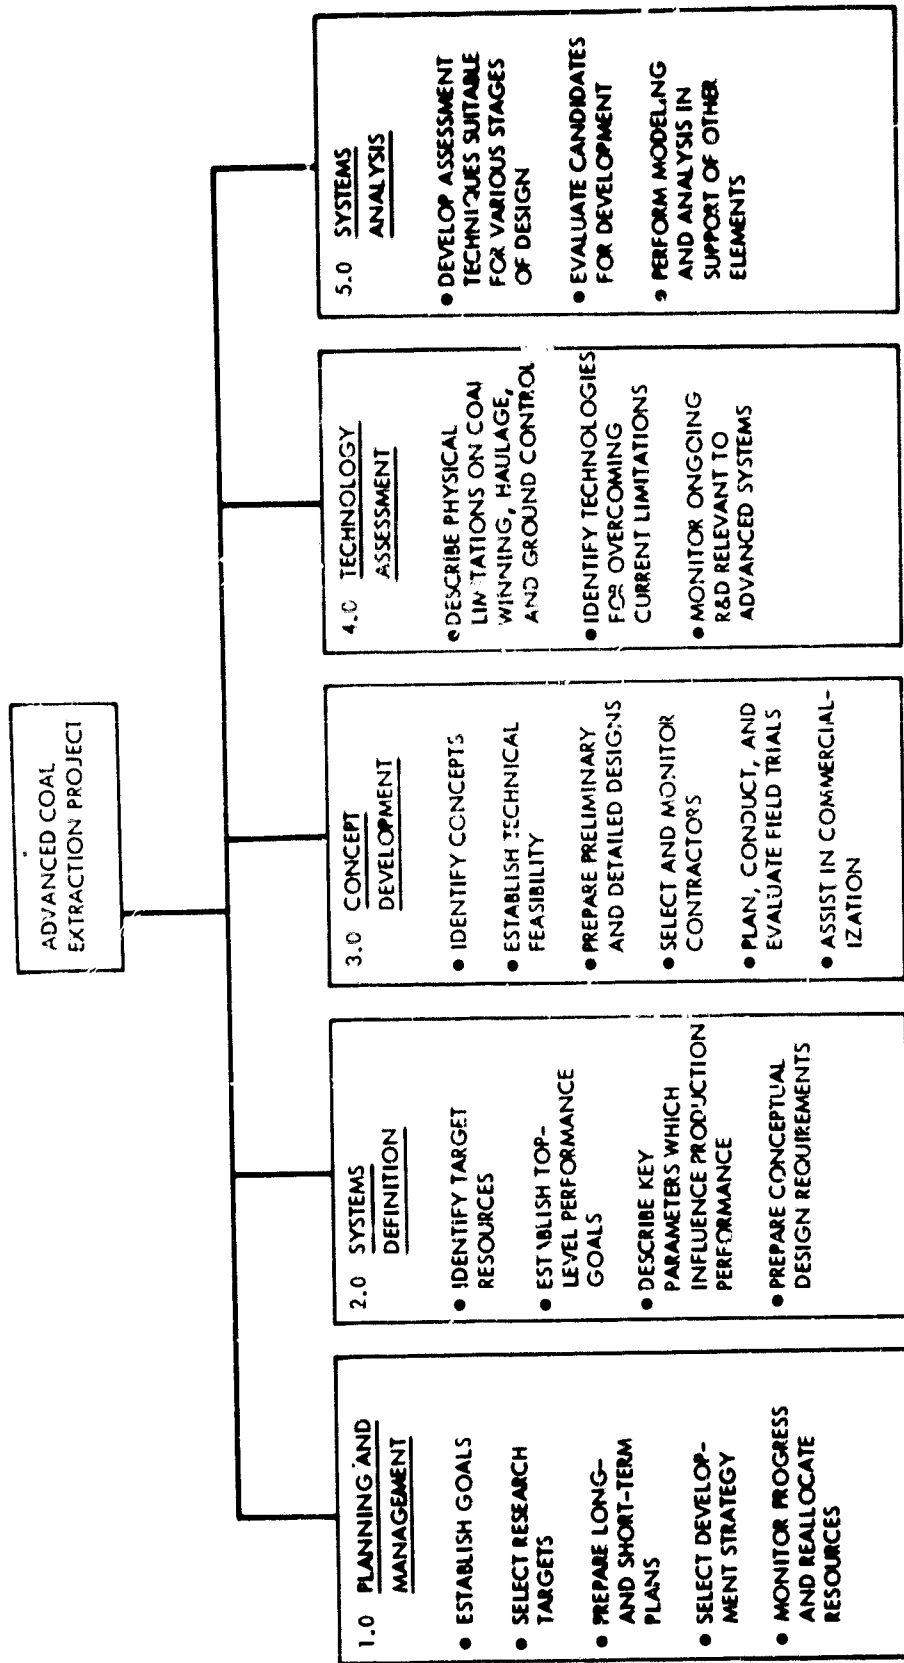 ADVANCED COAL
EXTRACTION PROJECT
1.0 PLANNING AND
MANAGEMENT
● ESTABLISH GOALS
● SELECT RESEARCH
TARGETS
● PREPARE LONG-
AND SHORT-TERM
PLANS
● SELECT DEVELOP-
MENT STRATEGY
● MONITOR PROGRESS
AND REALLOCATE
RESOURCES
2.0 SYSTEMS
DEFINITION
● IDENTIFY TARGET
RESOURCES
● ESTABLISH TOP-
LEVEL PERFORMANCE
GOALS
● DESCRIBE KEY
PARAMETERS WHICH
INFLUENCE PRODUCTION
PERFORMANCE
● PREPARE CONCEPTUAL
DESIGN REQUIREMENTS
3.0 CONCEPT
DEVELOPMENT
● IDENTIFY CONCEPTS
● ESTABLISH TECHNICAL
FEASIBILITY
● PREPARE PRELIMINARY
AND DETAILED DESIGNS
● SELECT AND MONITOR
CONTRACTORS
● PLAN, CONDUCT, AND
EVALUATE FIELD TRIALS
● ASSIST IN COMMERCIAL-
IZATION
4.0 TECHNOLOGY
ASSESSMENT
● DESCRIBE PHYSICAL
LIMITATIONS ON COAL
WINNING, HAULAGE,
AND GROUND CONTROL
● IDENTIFY TECHNOLOGIES
FOR OVERCOMING
CURRENT LIMITATIONS
● MONITOR ONGOING
R&D RELEVANT TO
ADVANCED SYSTEMS
5.0 SYSTEMS
ANALYSIS
● DEVELOP ASSESSMENT
TECHNIQUES SUITABLE
FOR VARIOUS STAGES
OF DESIGN
● EVALUATE CANDIDATES
FOR DEVELOPMENT
● PERFORM MODELING
AND ANALYSIS IN
SUPPORT OF OTHER
ELEMENTS